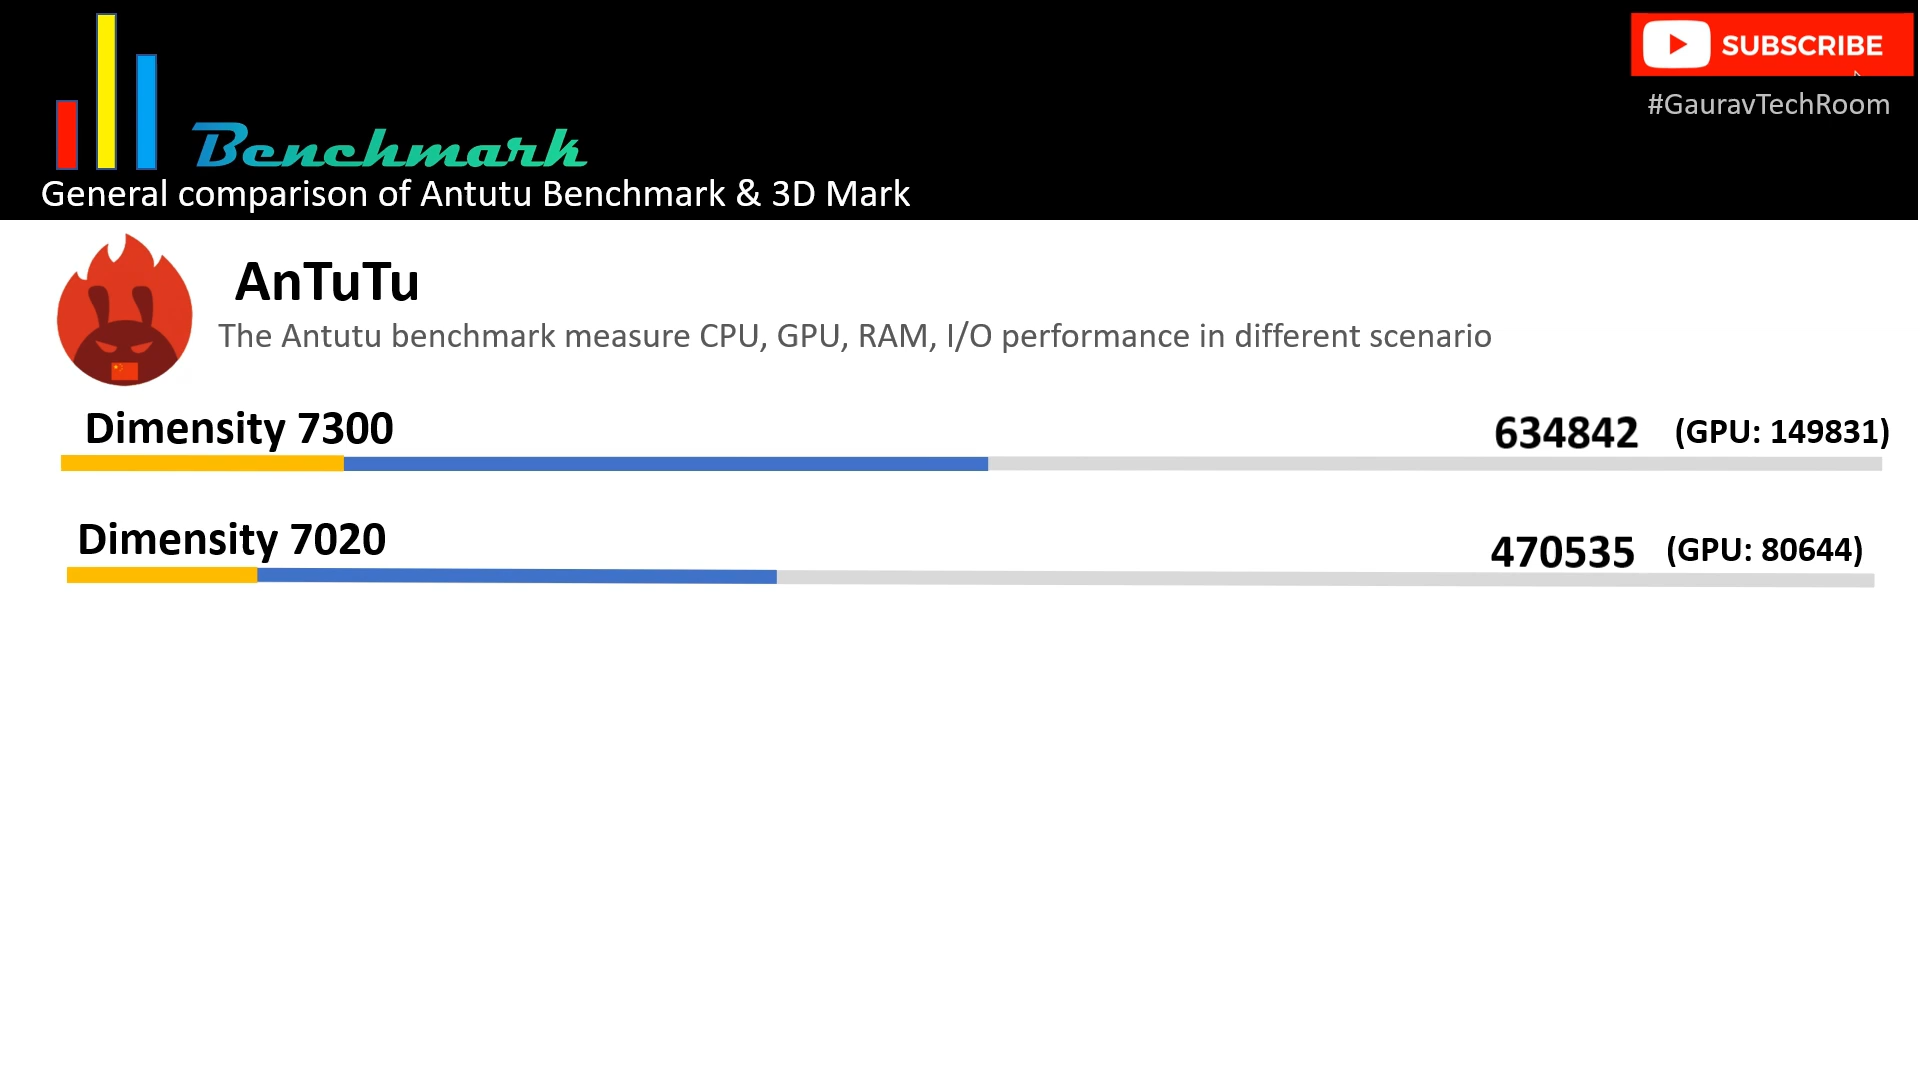 SUBSCRIBE
#GauravTechRoom
Benchmark
General comparison of Antutu Benchmark & 3D Mark
AnTuTu
The Antutu benchmark measure CPU, GPU, RAM, I/O performance in different scenario
Dimensity 7300 634842 (GPU: 149831)
Dimensity 7020 470535 (GPU: 80644)